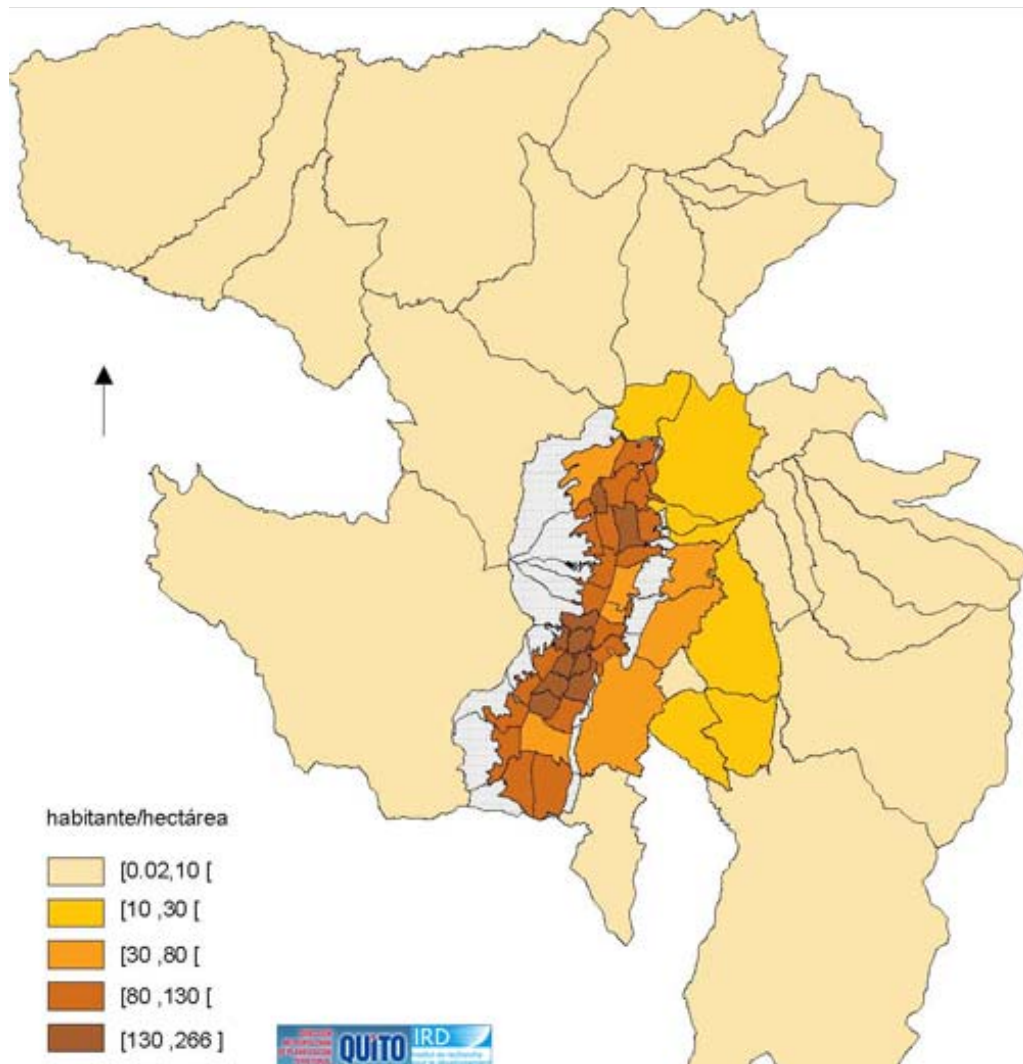 habitante/hectárea
[0.02,10 [
[10 ,30 [
[30 ,80 [
[80 ,130 [
[130 ,266 ]
QUITO
IRD